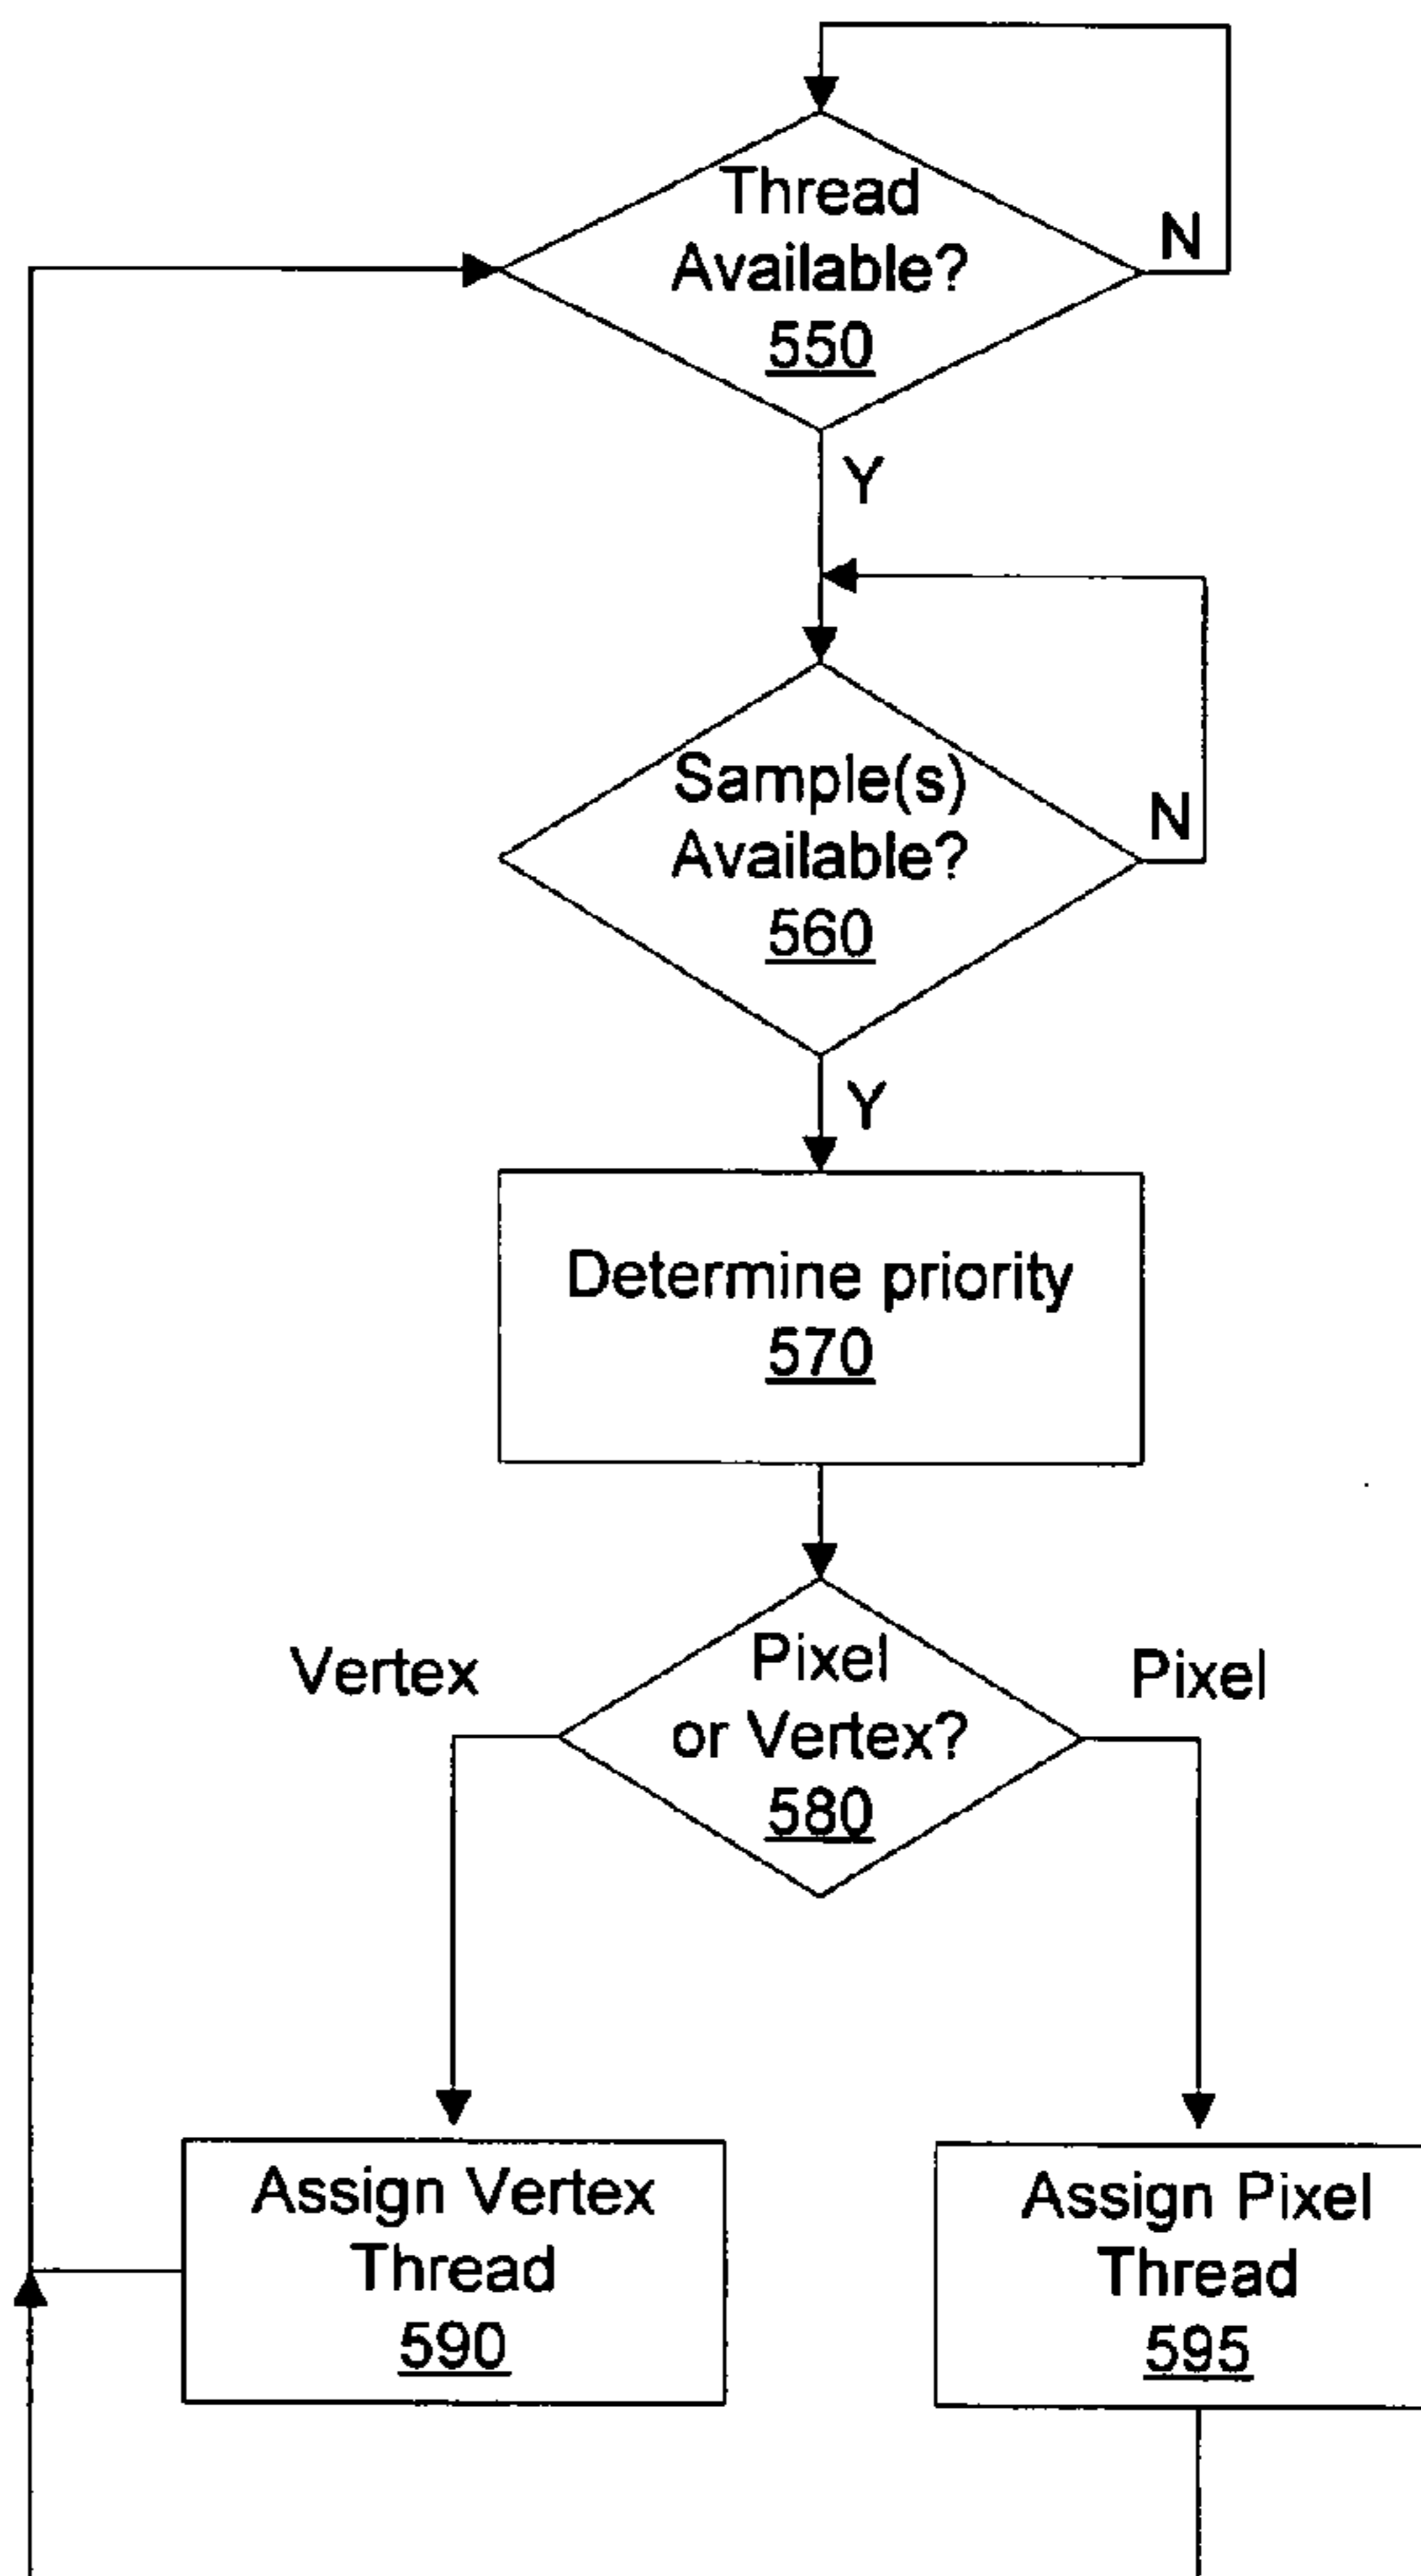 Thread
Available?
550
N
Y
Sample(s)
Available?
560
N
Y
Determine priority
570
Vertex
Pixel
or Vertex?
580
Pixel
Assign Vertex
Thread
590
Assign Pixel
Thread
595